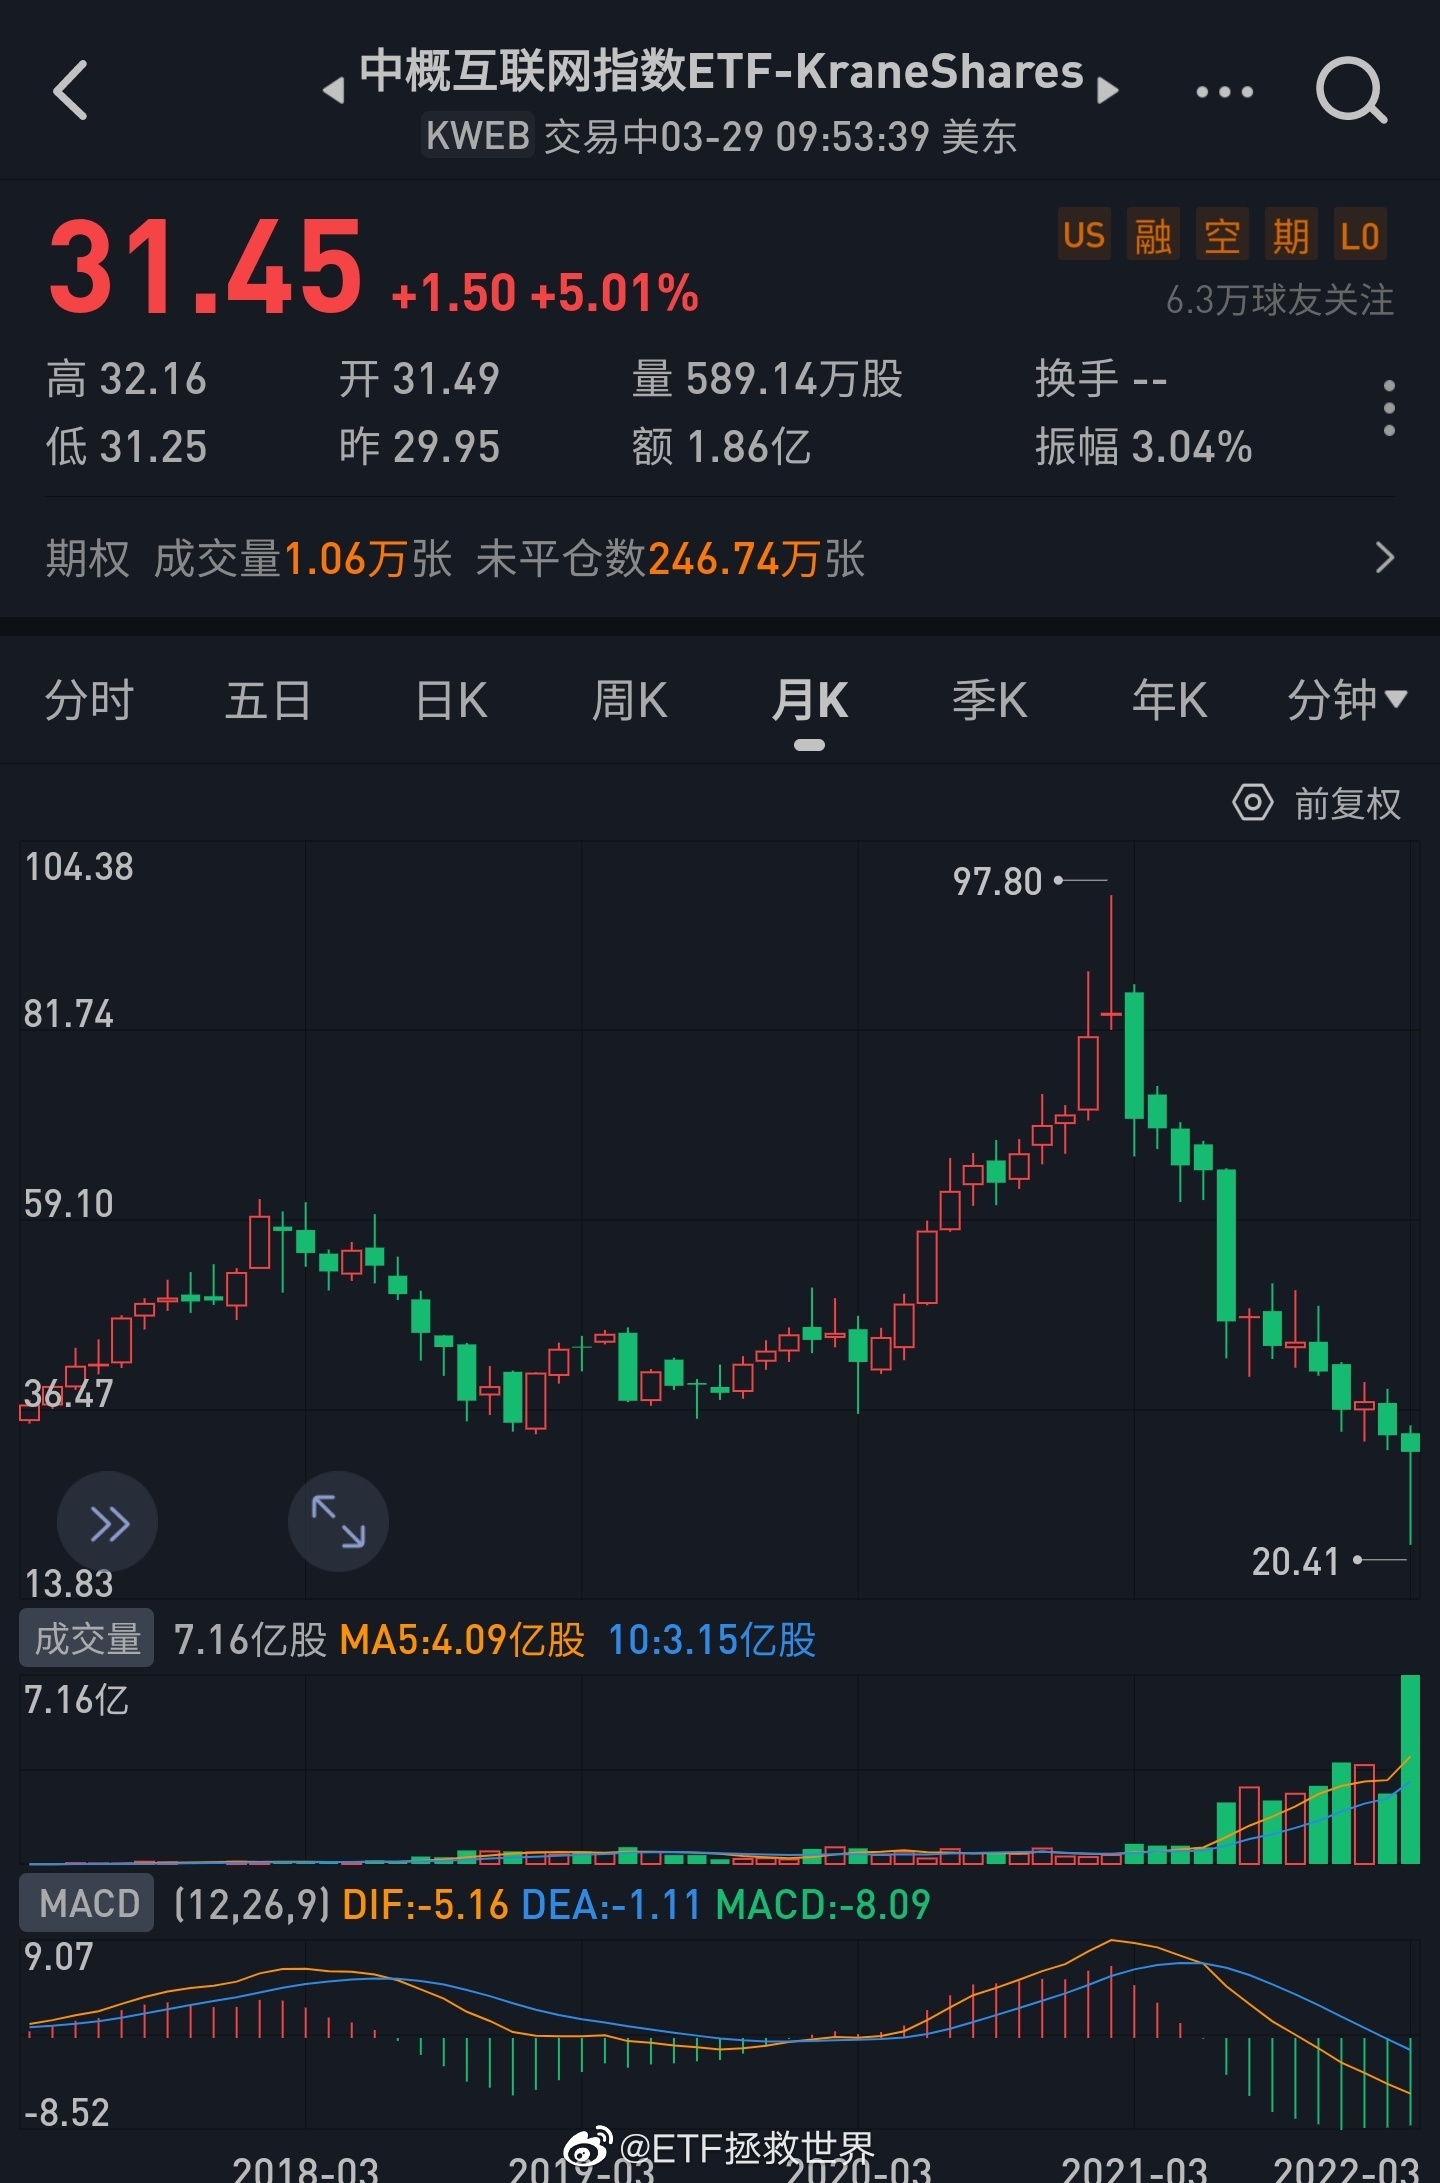 中概互联网指数ETF-KraneShares
KWEB 交易中03-29 09:53:39 美东
31.45 +1.50 +5.01%
US 融 空 期 L0
6.3万球友关注
高 32.16 开 31.49 量 589.14万股 换手 --
低 31.25 昨 29.95 额 1.86亿 振幅 3.04%
期权 成交量1.06万张 未平仓数246.74万张
分时 五日 日K 周K 月K 季K 年K 分钟
前复权
104.38
97.80
81.74
59.10
36.47
20.41
13.83
成交量 7.16亿股 MA5:4.09亿股 10:3.15亿股
7.16亿
MACD (12,26,9) DIF:-5.16 DEA:-1.11 MACD:-8.09
9.07
-8.52
@ETF拯救世界
2018-03 2019-03 2020-03 2021-03 2022-03